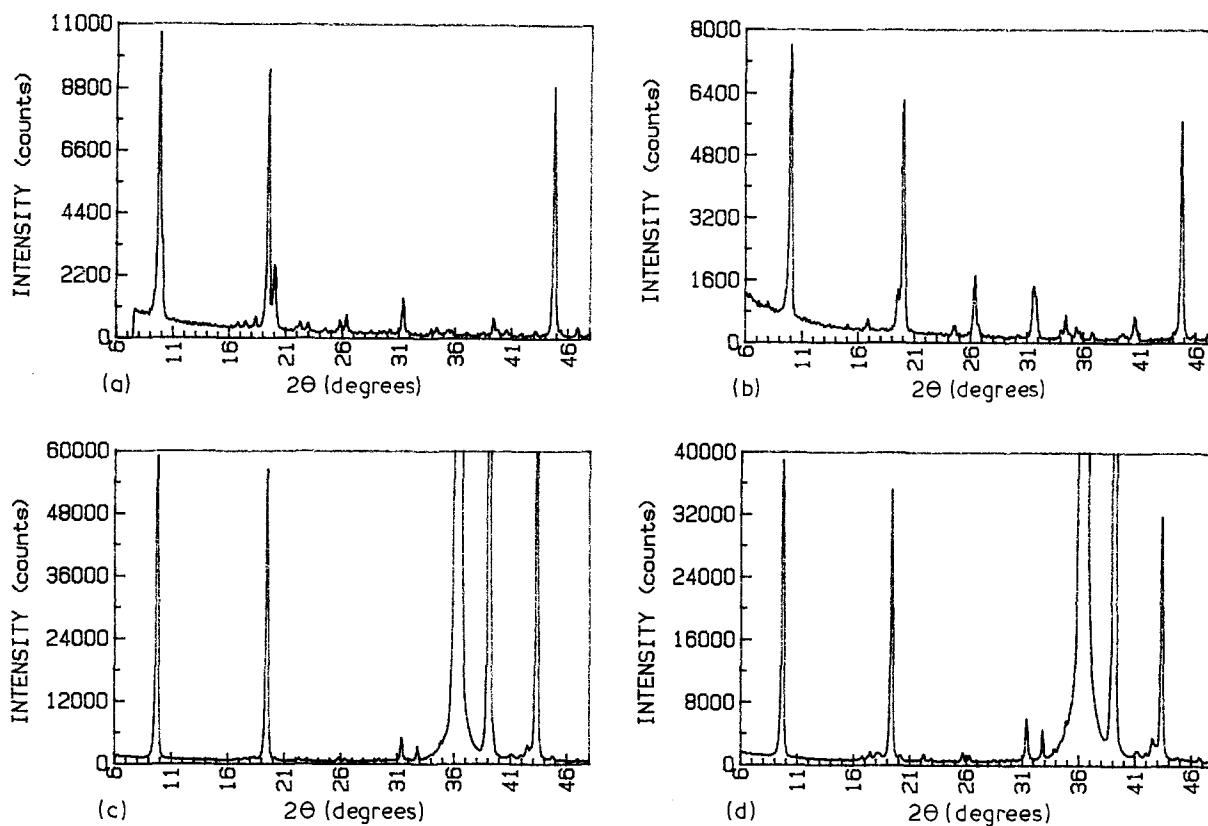 11000
8800
6600
4400
2200
0
INTENSITY (counts)
6 11 16 21 26 31 36 41 46
2θ (degrees)
(a)
8000
6400
4800
3200
1600
0
INTENSITY (counts)
6 11 16 21 26 31 36 41 46
2θ (degrees)
(b)
60000
48000
36000
24000
12000
0
INTENSITY (counts)
6 11 16 21 26 31 36 41 46
2θ (degrees)
(c)
40000
32000
24000
16000
8000
0
INTENSITY (counts)
6 11 16 21 26 31 36 41 46
2θ (degrees)
(d)